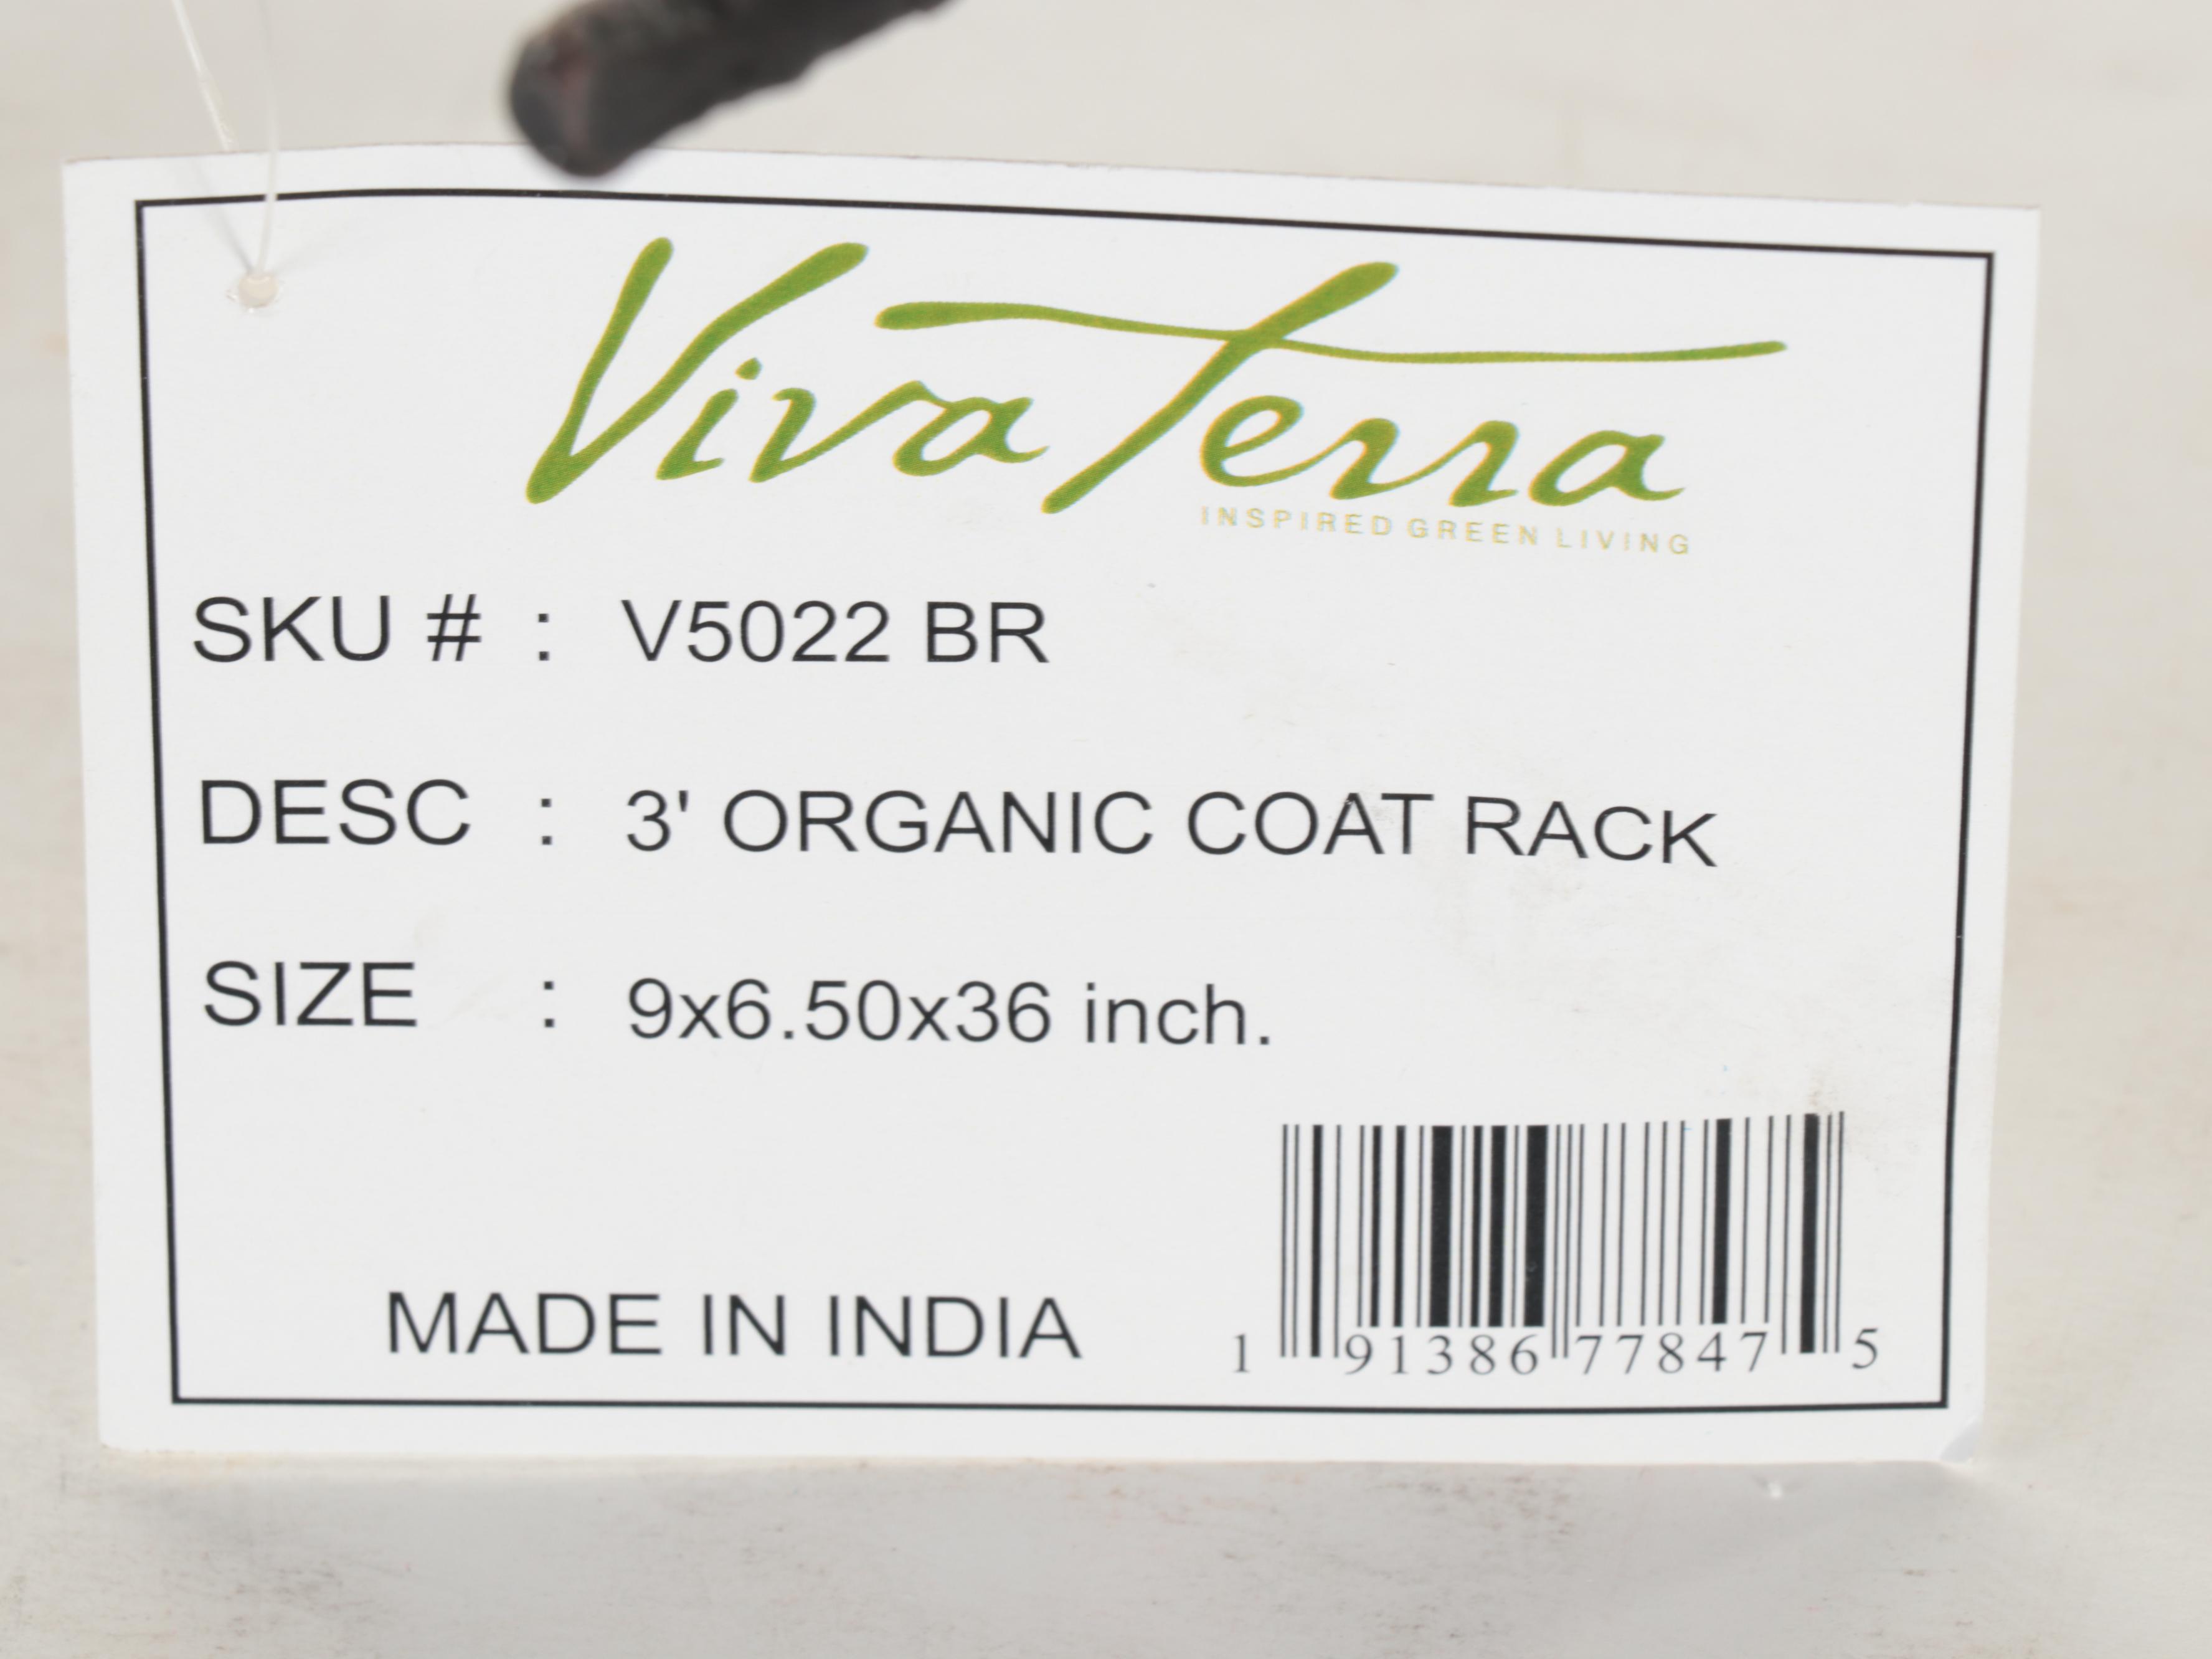 Viva Terra
INSPIRED GREEN LIVING
SKU # : V5022 BR
DESC : 3' ORGANIC COAT RACK
SIZE : 9x6.50x36 inch.
MADE IN INDIA
1 91386 77847 5